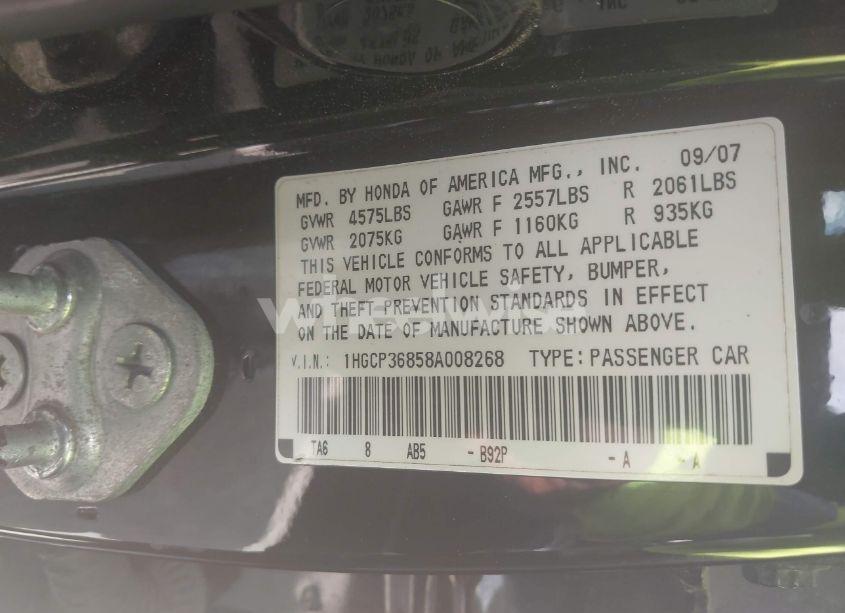 MFD. BY HONDA OF AMERICA MFG., INC. 09/07
GVWR 4575LBS GAWR F 2557LBS R 2061LBS
GVWR 2075KG GAWR F 1160KG R 935KG
THIS VEHICLE CONFORMS TO ALL APPLICABLE
FEDERAL MOTOR VEHICLE SAFETY, BUMPER,
AND THEFT PREVENTION STANDARDS IN EFFECT
ON THE DATE OF MANUFACTURE SHOWN ABOVE.
V.I.N.: 1HGCP36858A008268 TYPE: PASSENGER CAR
TA6 8 AB5 - B92P - A - A